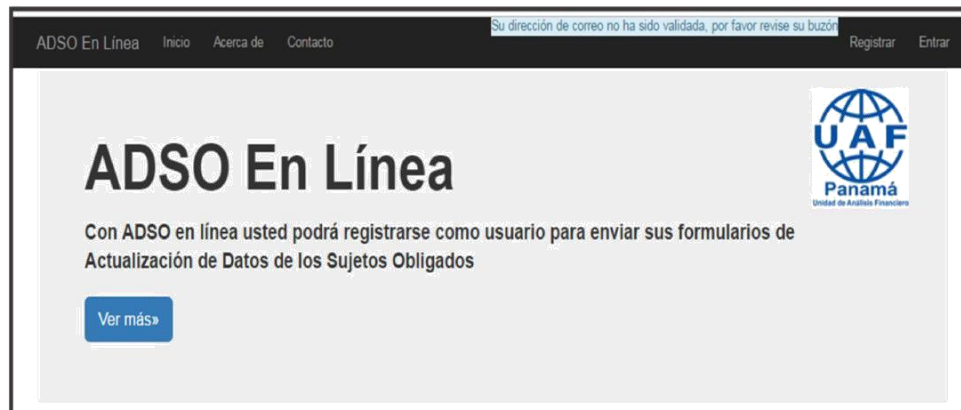 Su dirección de correo no ha sido validada, por favor revise su buzón
ADSO En Línea Inicio Acerca de Contacto Registrar Entrar
UAF
Panamá
Unidad de Análisis Financiero
ADSO En Línea
Con ADSO en línea usted podrá registrarse como usuario para enviar sus formularios de
Actualización de Datos de los Sujetos Obligados
Ver más»